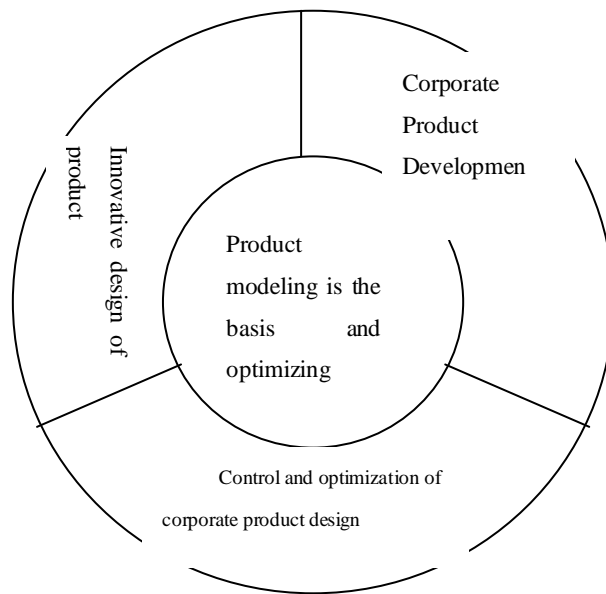 Corporate
Product
Developmen
Innovative design of
product
Product
modeling is the
basis and
optimizing
Control and optimization of
corporate product design